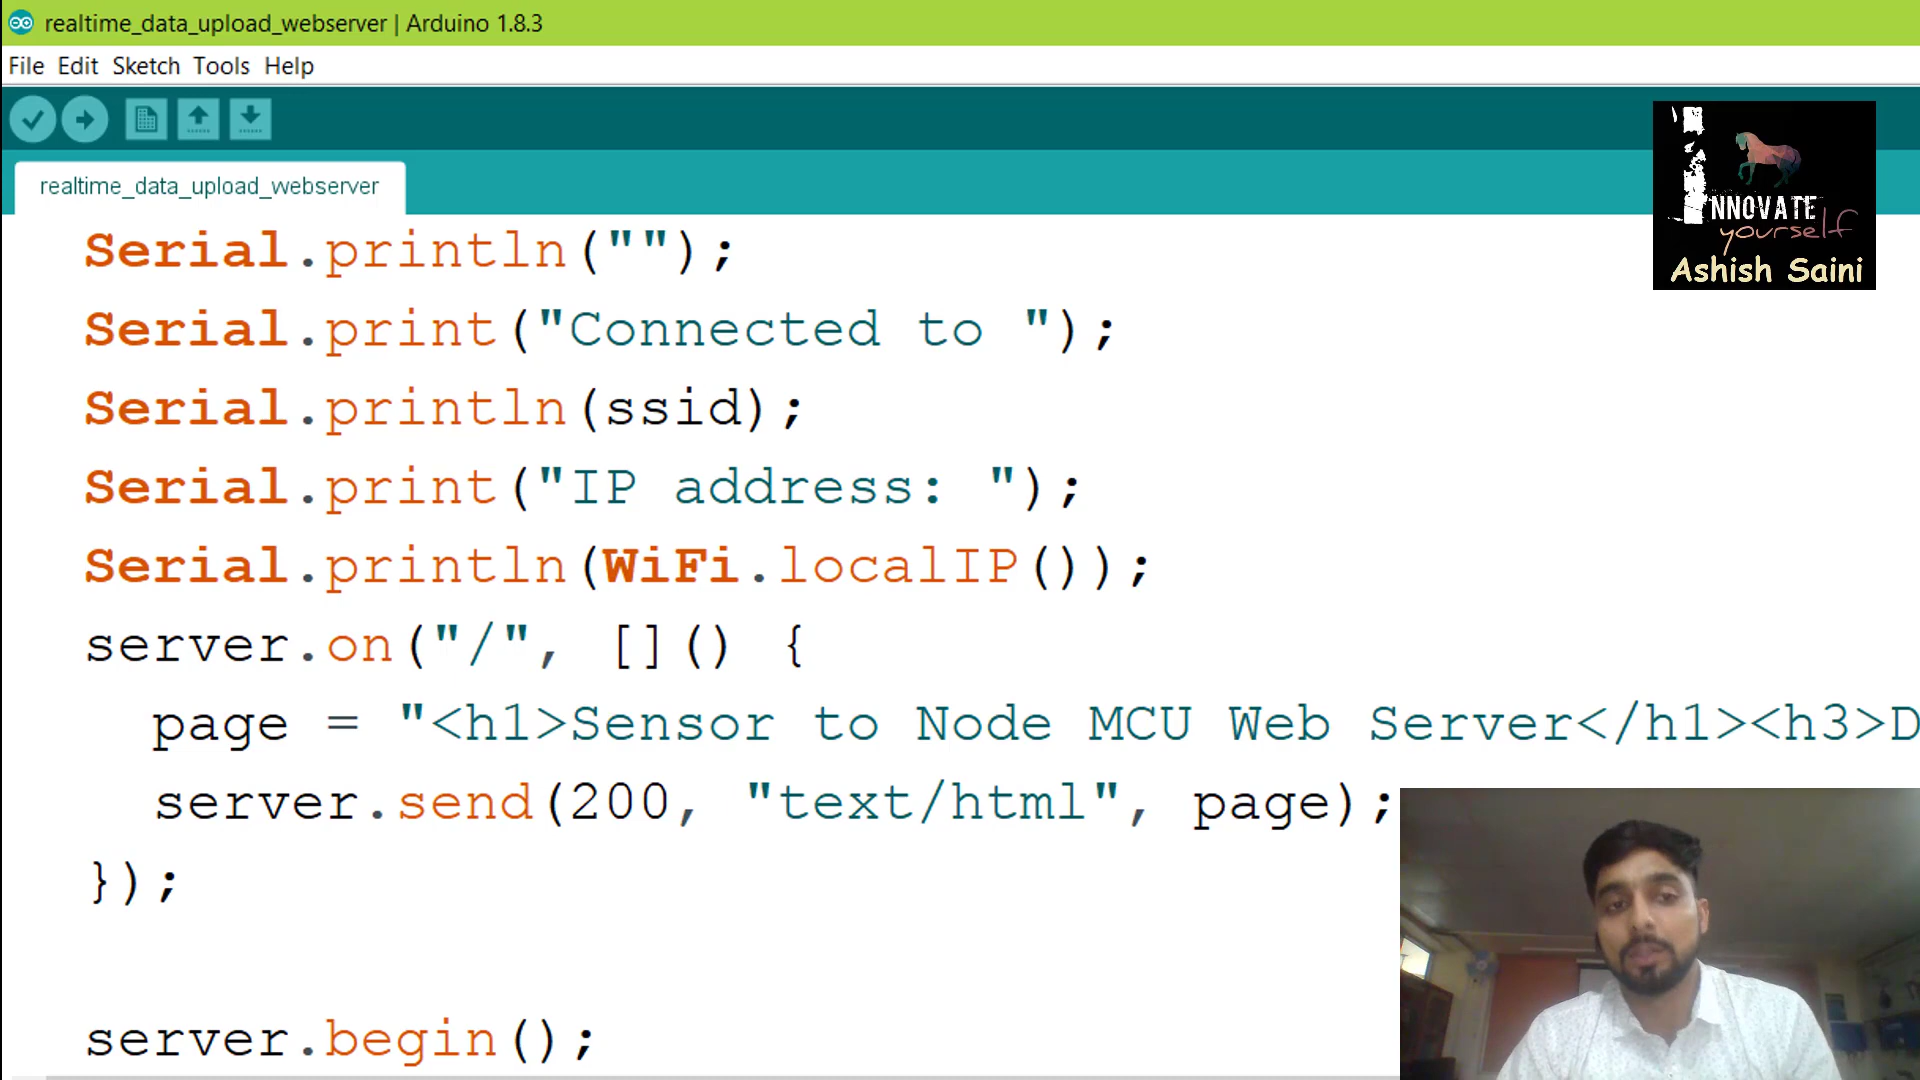 realtime_data_upload_webserver | Arduino 1.8.3
File Edit Sketch Tools Help
realtime_data_upload_webserver
INNOVATE
yourself
Ashish Saini
Serial.println("");
Serial.print("Connected to ");
Serial.println(ssid);
Serial.print("IP address: ");
Serial.println(WiFi.localIP());
server.on("/", []() {
page = "<h1>Sensor to Node MCU Web Server</h1><h3>D
server.send(200, "text/html", page);
});
server.begin();